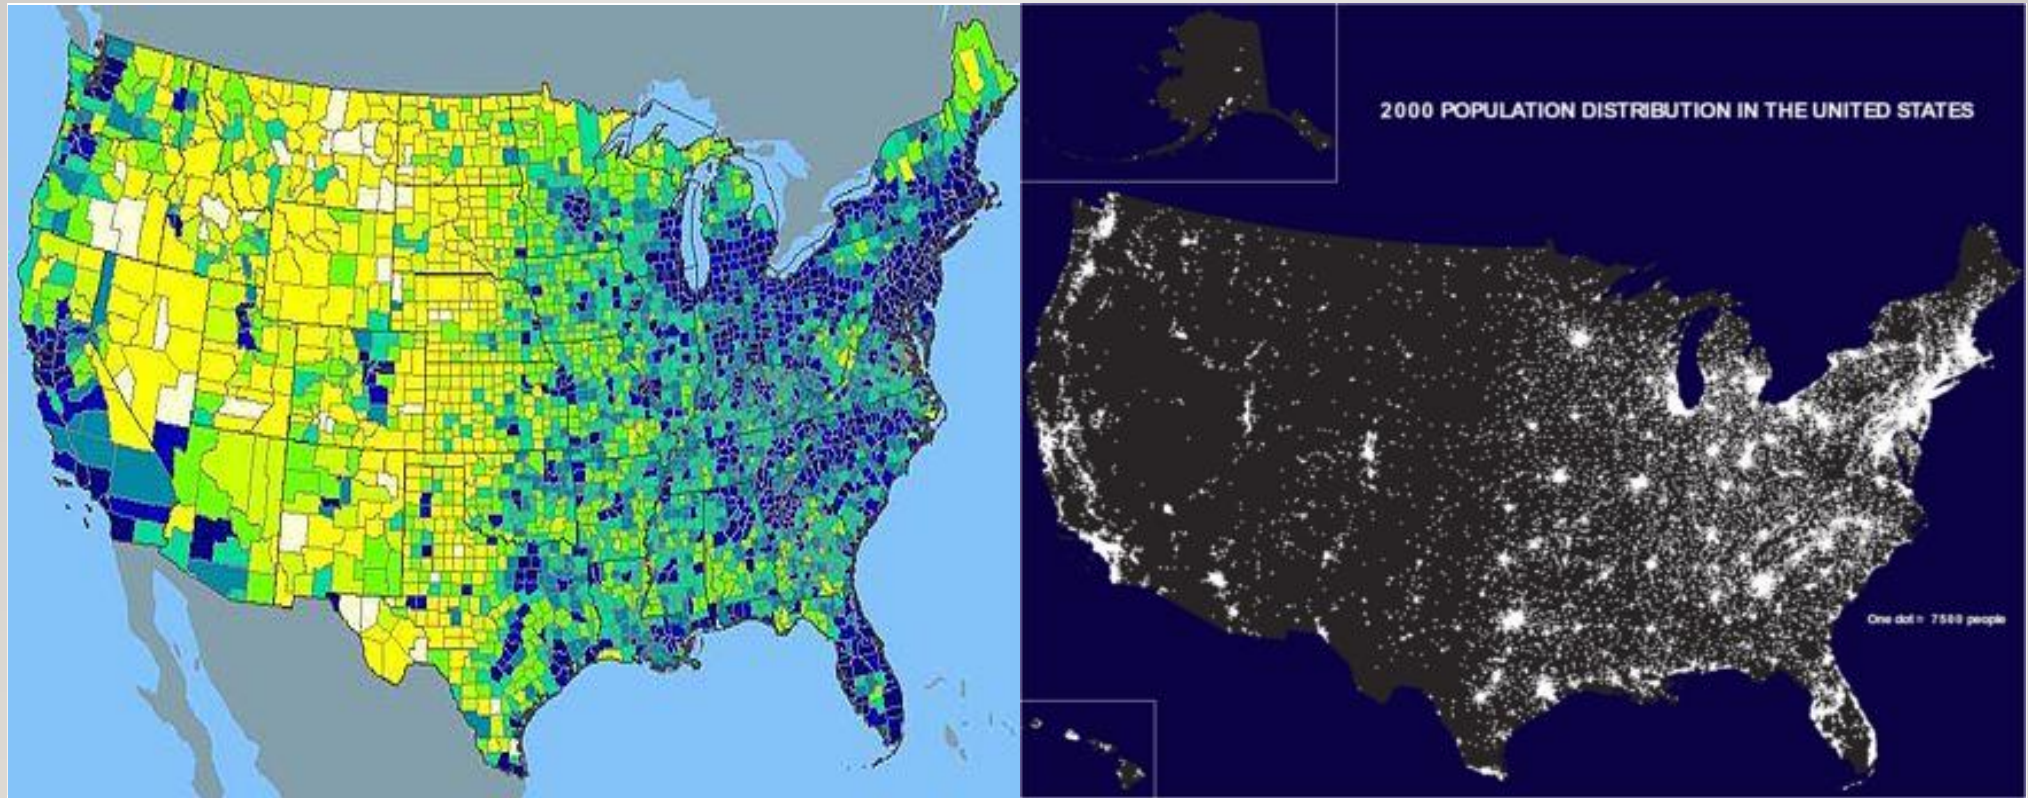 2000 POPULATION DISTRIBUTION IN THE UNITED STATES
One dot = 7500 people